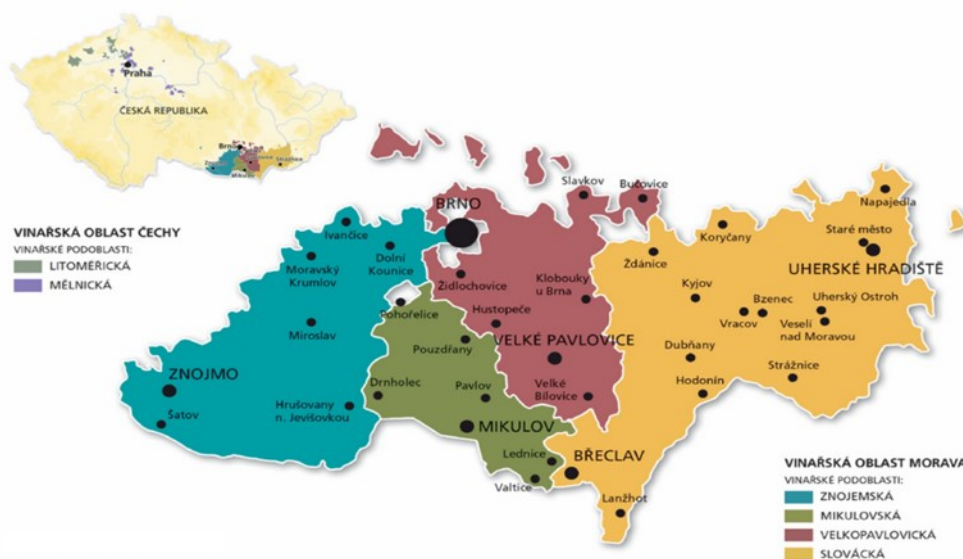 Praha
ČESKÁ REPUBLIKA
Brno
Mikulov
Strážnice
VINAŘSKÁ OBLAST ČECHY
VINAŘSKÉ PODOBLASTI:
LITOMĚŘICKÁ
MĚLNICKÁ
BRNO
Slavkov
Bučovice
Napajedla
Ivančice
Dolní
Kounice
Koryčany
Staré město
Moravský
Krumlov
Židlochovice
Klobouky
u Brna
Ždánice
UHERSKÉ HRADIŠTĚ
Pohořelice
Hustopeče
Kyjov
Bzenec
Uherský Ostroh
Miroslav
Vracov
Veselí
nad Moravou
Pouzdřany
VELKÉ PAVLOVICE
Dubňany
Strážnice
ZNOJMO
Drnholec
Pavlov
Velké
Bílovice
Hodonín
Šatov
Hrušovany
n. Jevišovkou
MIKULOV
Lednice
BŘECLAV
Valtice
Lanžhot
VINAŘSKÁ OBLAST MORAVA
VINAŘSKÉ PODOBLASTI:
ZNOJEMSKÁ
MIKULOVSKÁ
VELKOPAVLOVICKÁ
SLOVÁCKÁ